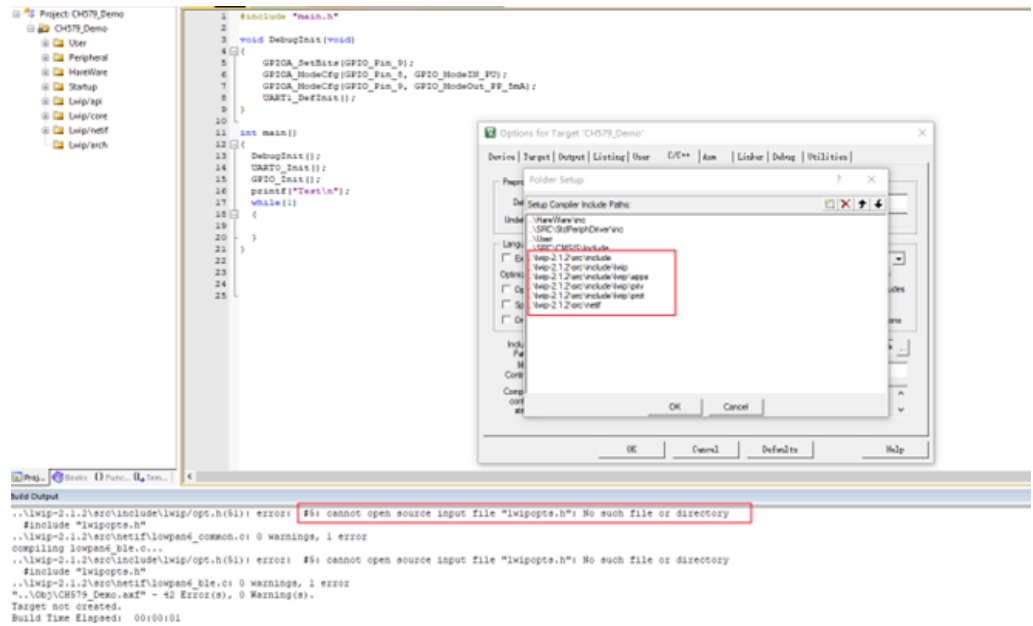 Project: CH579_Demo
CH579_Demo
User
Peripheral
HareWare
Startup
Lwip/api
Lwip/core
Lwip/netif
Lwip/arch
Proj...
Books
{} Func...
Tem...
1 #include "main.h"
2
3 void DebugInit(void)
4 {
5 GPIOA_SetBits(GPIO_Pin_9);
6 GPIOA_ModeCfg(GPIO_Pin_8, GPIO_ModeIN_PU);
7 GPIOA_ModeCfg(GPIO_Pin_9, GPIO_ModeOut_PP_5mA);
8 UART1_DefInit();
9 }
10
11 int main()
12 {
13 DebugInit();
14 UART0_Init();
15 GPIO_Init();
16 printf("Test\n");
17 while(1)
18 {
19
20 }
21 }
22
23
24
25
Options for Target 'CH579_Demo'
Device | Target | Output | Listing | User C/C++ | Asm | Linker | Debug | Utilities
Folder Setup
Setup Compiler Include Paths:
..\HareWare\inc
..\SRC\StdPeriphDriver\inc
..\User
..\SRC\CMSIS\Include
..\lwip-2.1.2\src\include
..\lwip-2.1.2\src\include\lwip
..\lwip-2.1.2\src\include\lwip\apps
..\lwip-2.1.2\src\include\lwip\priv
..\lwip-2.1.2\src\include\lwip\prot
..\lwip-2.1.2\src\netif
OK Cancel
OK Cancel Defaults Help
Build Output
..\lwip-2.1.2\src\include\lwip/opt.h(51): error: #5: cannot open source input file "lwipopts.h": No such file or directory
#include "lwipopts.h"
..\lwip-2.1.2\src\netif\lowpan6_common.c: 0 warnings, 1 error
compiling lowpan6_ble.c...
..\lwip-2.1.2\src\include\lwip/opt.h(51): error: #5: cannot open source input file "lwipopts.h": No such file or directory
#include "lwipopts.h"
..\lwip-2.1.2\src\netif\lowpan6_ble.c: 0 warnings, 1 error
"..\Obj\CH579_Demo.axf" - 42 Error(s), 0 Warning(s).
Target not created.
Build Time Elapsed: 00:00:01